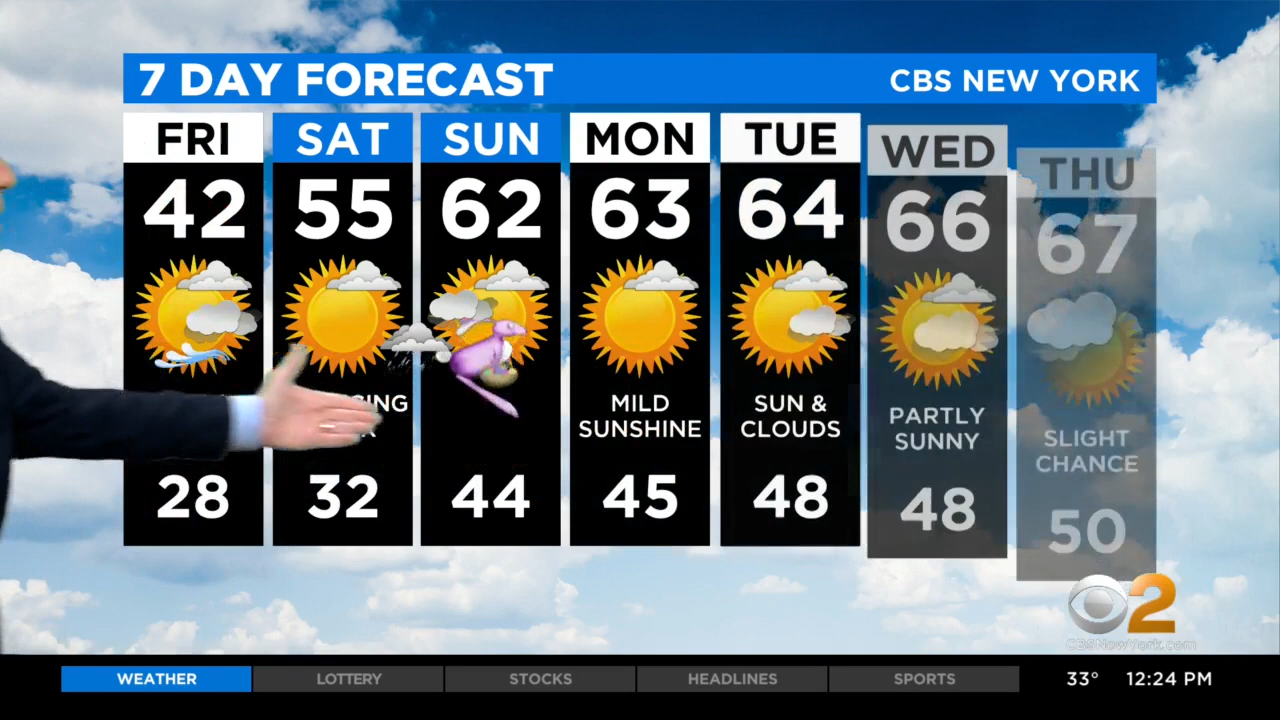 7 DAY FORECAST
CBS NEW YORK
FRI
42
28
SAT
55
32
SUN
62
44
MON
63
MILD
SUNSHINE
45
TUE
64
SUN &
CLOUDS
48
WED
66
PARTLY
SUNNY
48
THU
67
SLIGHT
CHANCE
50
2
CBSNewYork.com
WEATHER
LOTTERY
STOCKS
HEADLINES
SPORTS
33°
12:24 PM